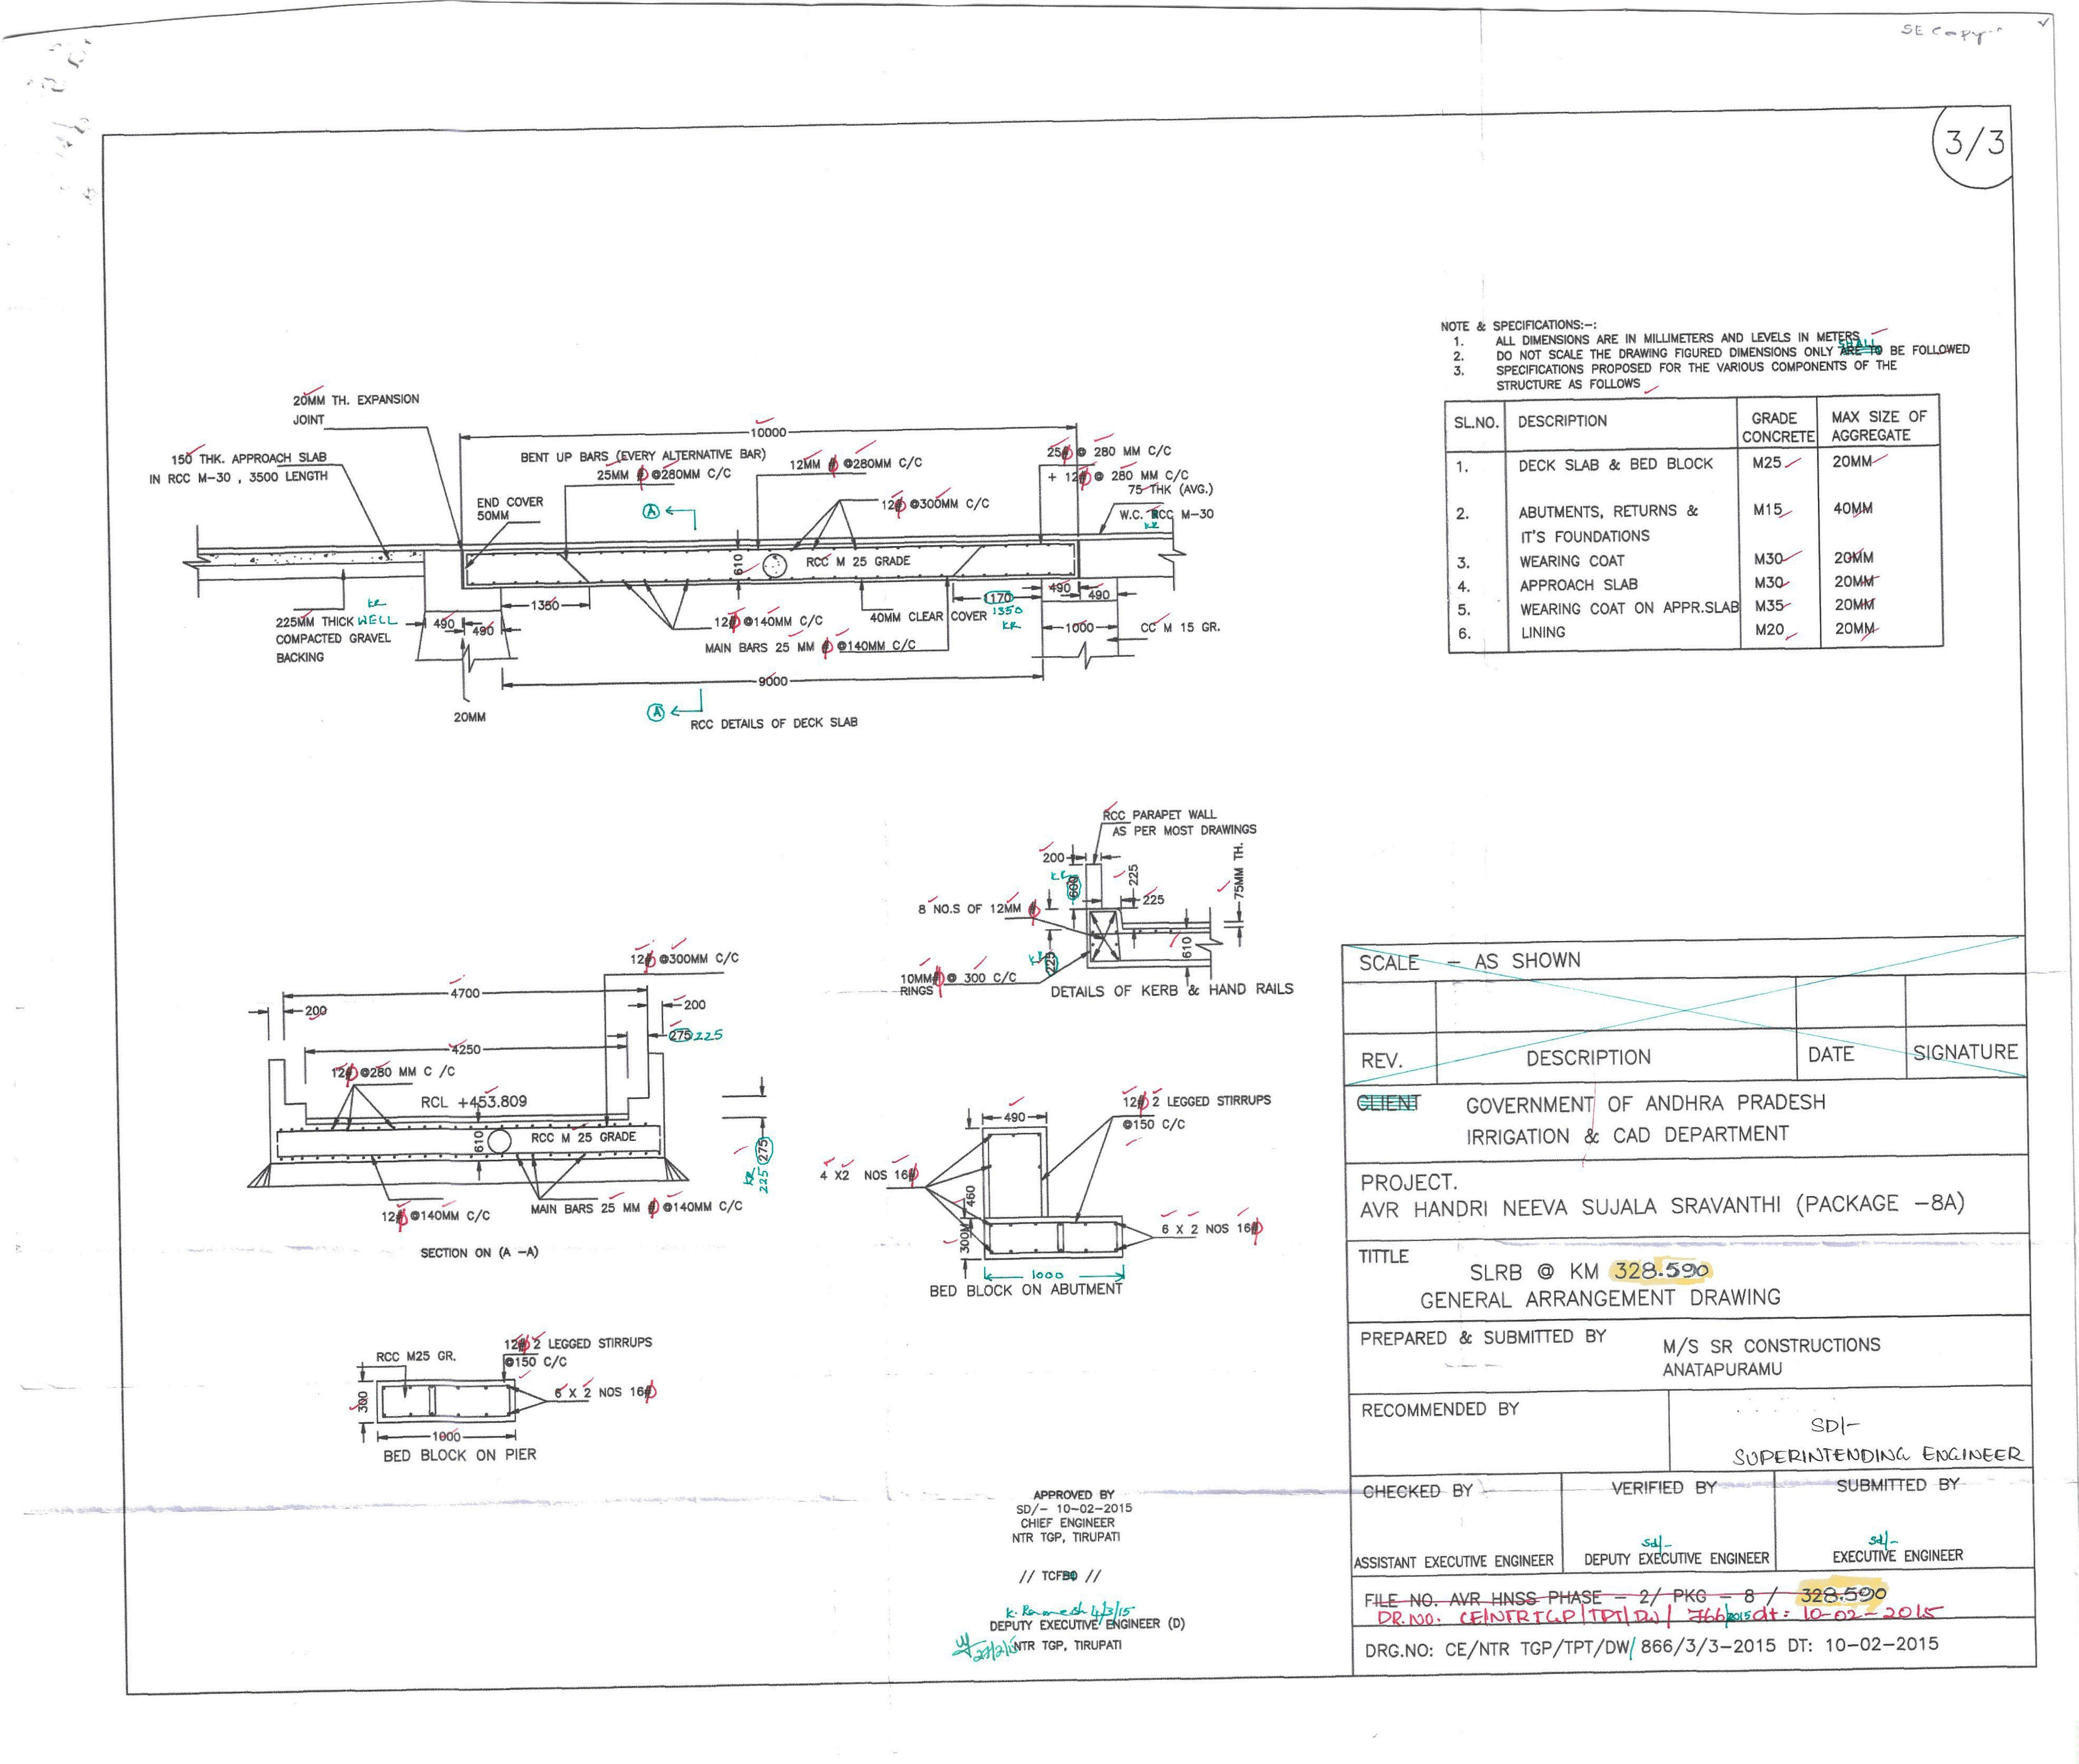 SE Copy
3/3
NOTE & SPECIFICATIONS:-:
1. ALL DIMENSIONS ARE IN MILLIMETERS AND LEVELS IN METERS
2. DO NOT SCALE THE DRAWING FIGURED DIMENSIONS ONLY ARE TO SHALL BE FOLLOWED
3. SPECIFICATIONS PROPOSED FOR THE VARIOUS COMPONENTS OF THE
STRUCTURE AS FOLLOWS
SL.NO. DESCRIPTION GRADE CONCRETE MAX SIZE OF AGGREGATE
1. DECK SLAB & BED BLOCK M25 20MM
2. ABUTMENTS, RETURNS & IT'S FOUNDATIONS M15 40MM
3. WEARING COAT M30 20MM
4. APPROACH SLAB M30 20MM
5. WEARING COAT ON APPR.SLAB M35 20MM
6. LINING M20 20MM
20MM TH. EXPANSION
JOINT
150 THK. APPROACH SLAB
IN RCC M-30 , 3500 LENGTH
10000
BENT UP BARS (EVERY ALTERNATIVE BAR)
25MM ϕ @280MM C/C
12MM ϕ @280MM C/C
25ϕ @ 280 MM C/C
+ 12ϕ @ 280 MM C/C
75 THK (AVG.)
W.C. RCC M-30
KR
END COVER
50MM
A
12ϕ @300MM C/C
610
RCC M 25 GRADE
225MM THICK WELL
KR
COMPACTED GRAVEL
BACKING
490
490
1350
12ϕ @140MM C/C
MAIN BARS 25 MM ϕ @140MM C/C
40MM CLEAR COVER
1170
1350
KR
490
490
1000
CC M 15 GR.
9000
20MM
A
RCC DETAILS OF DECK SLAB
RCC PARAPET WALL
AS PER MOST DRAWINGS
200
KR
600
225
225
75MM TH.
8 NO.S OF 12MM ϕ
KR
225
610
10MMϕ @ 300 C/C
RINGS
DETAILS OF KERB & HAND RAILS
12ϕ @300MM C/C
4700
200
200
275 225
4250
12ϕ @280 MM C /C
RCL +453.809
610
RCC M 25 GRADE
275
KR
225
12ϕ @140MM C/C
MAIN BARS 25 MM ϕ @140MM C/C
SECTION ON (A -A)
12ϕ 2 LEGGED STIRRUPS
@150 C/C
490
4 X2 NOS 16ϕ
460
300MM
6 X 2 NOS 16ϕ
1000
BED BLOCK ON ABUTMENT
12ϕ 2 LEGGED STIRRUPS
@150 C/C
RCC M25 GR.
300
6 X 2 NOS 16ϕ
1000
BED BLOCK ON PIER
APPROVED BY
SD/- 10-02-2015
CHIEF ENGINEER
NTR TGP, TIRUPATI
// TCFBO //
K. Ramesh 4/3/15
DEPUTY EXECUTIVE ENGINEER (D)
NTR TGP, TIRUPATI
SCALE - AS SHOWN
REV. DESCRIPTION DATE SIGNATURE
CLIENT GOVERNMENT OF ANDHRA PRADESH
IRRIGATION & CAD DEPARTMENT
PROJECT.
AVR HANDRI NEEVA SUJALA SRAVANTHI (PACKAGE -8A)
TITTLE
SLRB @ KM 328.590
GENERAL ARRANGEMENT DRAWING
PREPARED & SUBMITTED BY M/S SR CONSTRUCTIONS
ANATAPURAMU
RECOMMENDED BY
SD/-
SUPERINTENDING ENGINEER
CHECKED BY VERIFIED BY SUBMITTED BY
sd/- sd/-
ASSISTANT EXECUTIVE ENGINEER DEPUTY EXECUTIVE ENGINEER EXECUTIVE ENGINEER
FILE NO. AVR HNSS PHASE - 2/ PKG - 8 / 328.590
DR.NO: CE/NTRTGP/TPT/DW/ 766/2015 dt: 10-02-2015
DRG.NO: CE/NTR TGP/TPT/DW/ 866/3/3-2015 DT: 10-02-2015